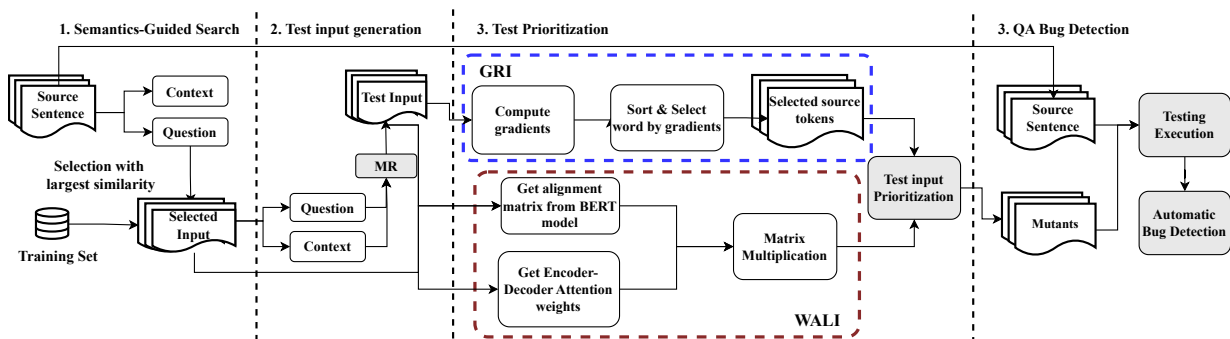 1. Semantics-Guided Search
2. Test input generation
3. Test Prioritization
3. QA Bug Detection
Source
Sentence
Context
Question
Selection with
largest similarity
Training Set
Selected
Input
Test Input
MR
Question
Context
GRI
Compute
gradients
Sort & Select
word by gradients
Selected source
tokens
Get alignment
matrix from BERT
model
Get Encoder-
Decoder Attention
weights
Matrix
Multiplication
WALI
Test input
Prioritization
Source
Sentence
Mutants
Testing
Execution
Automatic
Bug Detection